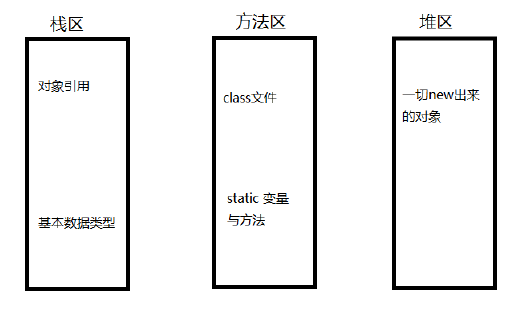 栈区
对象引用
基本数据类型
方法区
class文件
static 变量
与方法
堆区
一切new出来
的对象